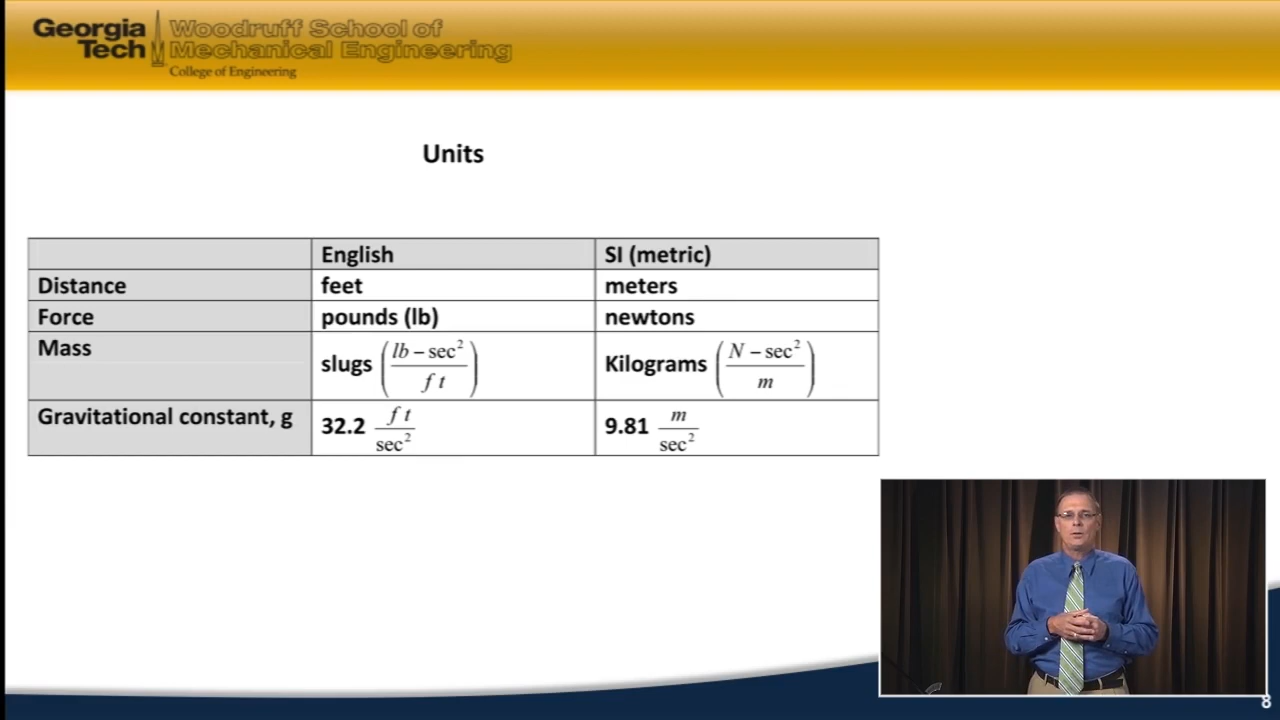 Georgia Tech
Woodruff School of
Mechanical Engineering
College of Engineering
Units
English SI (metric)
Distance feet meters
Force pounds (lb) newtons
Mass slugs (lb – sec² / ft) Kilograms (N – sec² / m)
Gravitational constant, g 32.2 ft / sec² 9.81 m / sec²
8